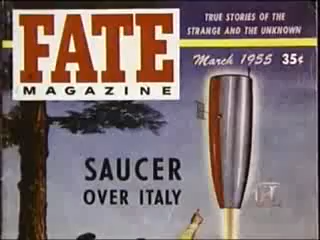 TRUE STORIES OF THE
STRANGE AND THE UNKNOWN
FATE
MAGAZINE
March 1955 35¢
SAUCER
OVER ITALY